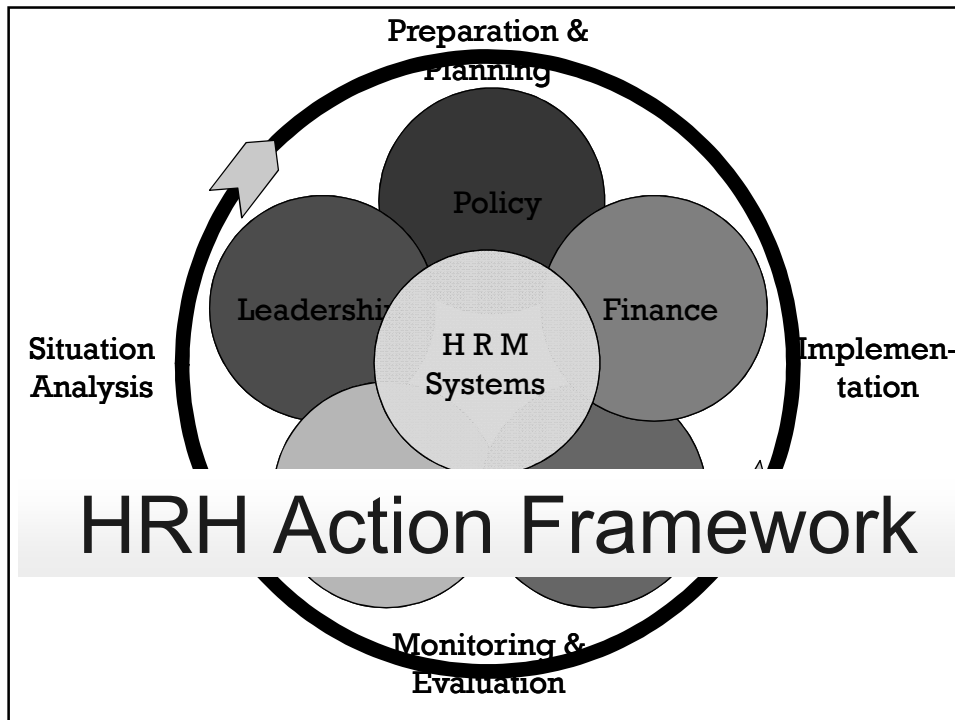 Preparation &
Planning
Policy
Leadership
Finance
H R M
Systems
Situation
Analysis
Implemen-
tation
HRH Action Framework
Monitoring &
Evaluation